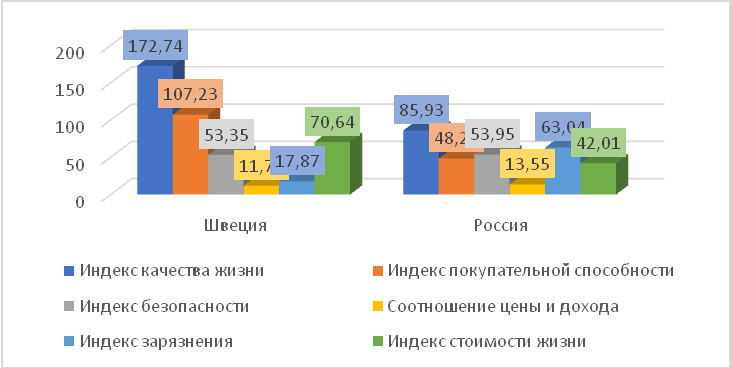 200
172,74
150
107,23
85,93
70,64
63,04
100
53,35
53,95
42,01
50
17,87
13,55
0
Швеция
Россия
Индекс качества жизни
Индекс покупательной способности
Индекс безопасности
Соотношение цены и дохода
Индекс зарязнения
Индекс стоимости жизни